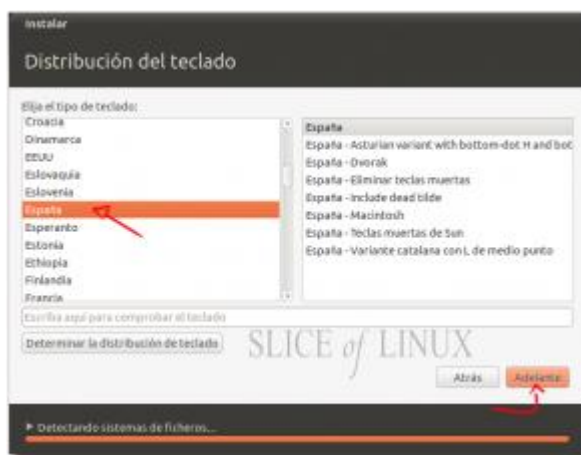 Instalar
Distribución del teclado
Elija el tipo de teclado:
Croacia
Dinamarca
EEUU
Eslovaquia
Eslovenia
España
Esperanto
Estonia
Ethiopia
Finlandia
Francia
España
España - Asturian variant with bottom-dot H and bot
España - Dvorak
España - Eliminar teclas muertas
España - Include dead tilde
España - Macintosh
España - Teclas muertas de Sun
España - Variante catalana con L de medio punto
Escriba aquí para comprobar el teclado
Determinar la distribución de teclado
SLICE of LINUX
Atrás
Adelante
Detectando sistemas de ficheros...